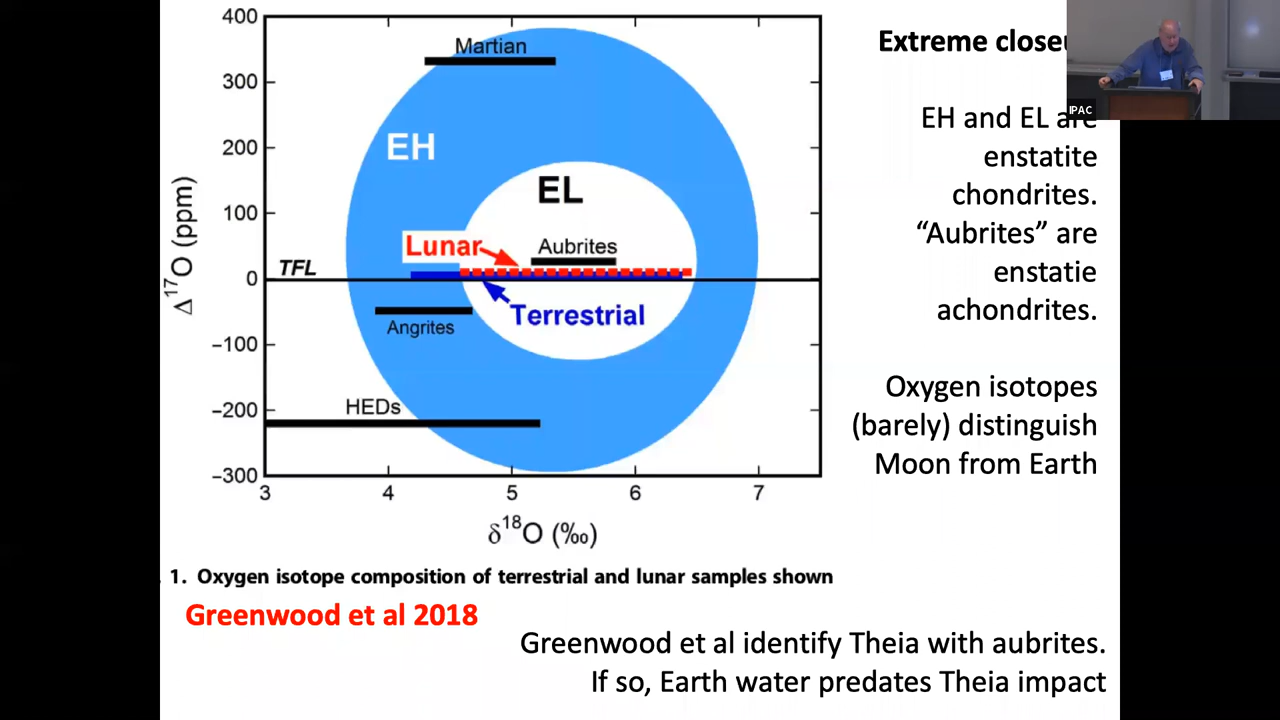 400
300
200
100
0
−100
−200
−300
Δ¹⁷O (ppm)
Martian
EH
EL
Lunar
Aubrites
TFL
Terrestrial
Angrites
HEDs
3 4 5 6 7
δ¹⁸O (‰)
. 1. Oxygen isotope composition of terrestrial and lunar samples shown
Greenwood et al 2018
Extreme
IPAC
EH and EL are
enstatite
chondrites.
“Aubrites” are
enstatie
achondrites.
Oxygen isotopes
(barely) distinguish
Moon from Earth
Greenwood et al identify Theia with aubrites.
If so, Earth water predates Theia impact